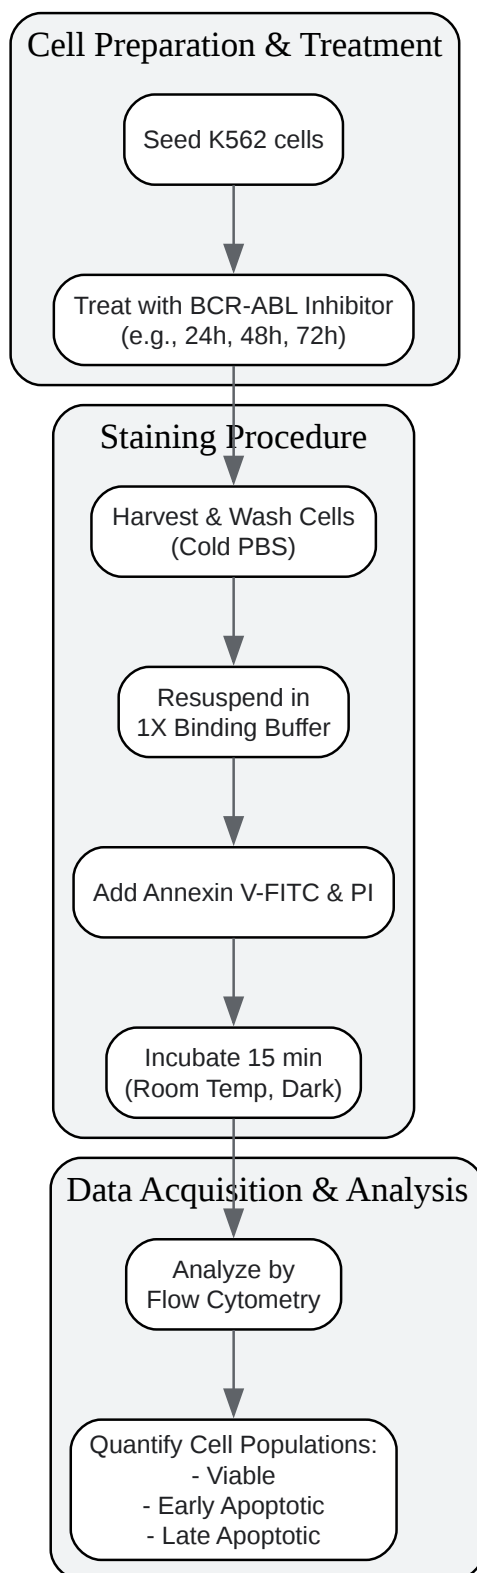 Cell Preparation & Treatment
Seed K562 cells
Treat with BCR-ABL Inhibitor
(e.g., 24h, 48h, 72h)
Staining Procedure
Harvest & Wash Cells
(Cold PBS)
Resuspend in
1X Binding Buffer
Add Annexin V-FITC & PI
Incubate 15 min
(Room Temp, Dark)
Data Acquisition & Analysis
Analyze by
Flow Cytometry
Quantify Cell Populations:
- Viable
- Early Apoptotic
- Late Apoptotic